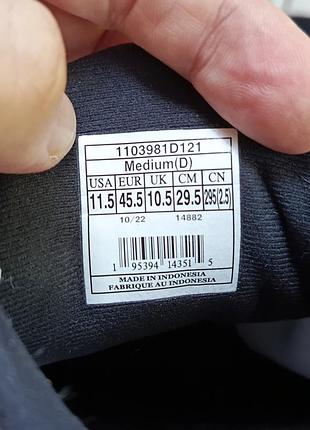 1103981D121
Medium(D)
USA EUR UK CM CN
11.5 45.5 10.5 29.5 295(2.5)
10/22 14882
1 95394 14351 5
MADE IN INDONESIA
FABRIQUE AU INDONESIA